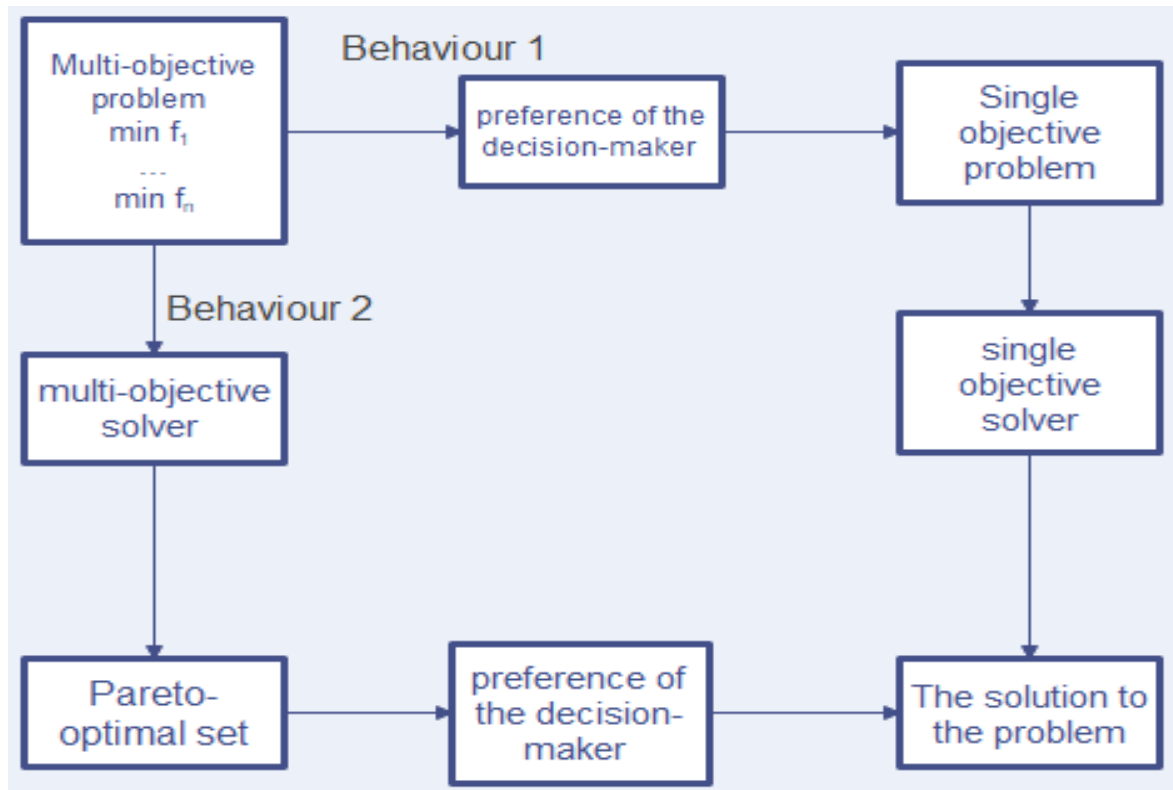 Multi-objective
problem
min f₁
...
min fₙ
Behaviour 1
preference of the
decision-maker
Single
objective
problem
Behaviour 2
multi-objective
solver
single
objective
solver
Pareto-
optimal set
preference of
the decision-
maker
The solution to
the problem